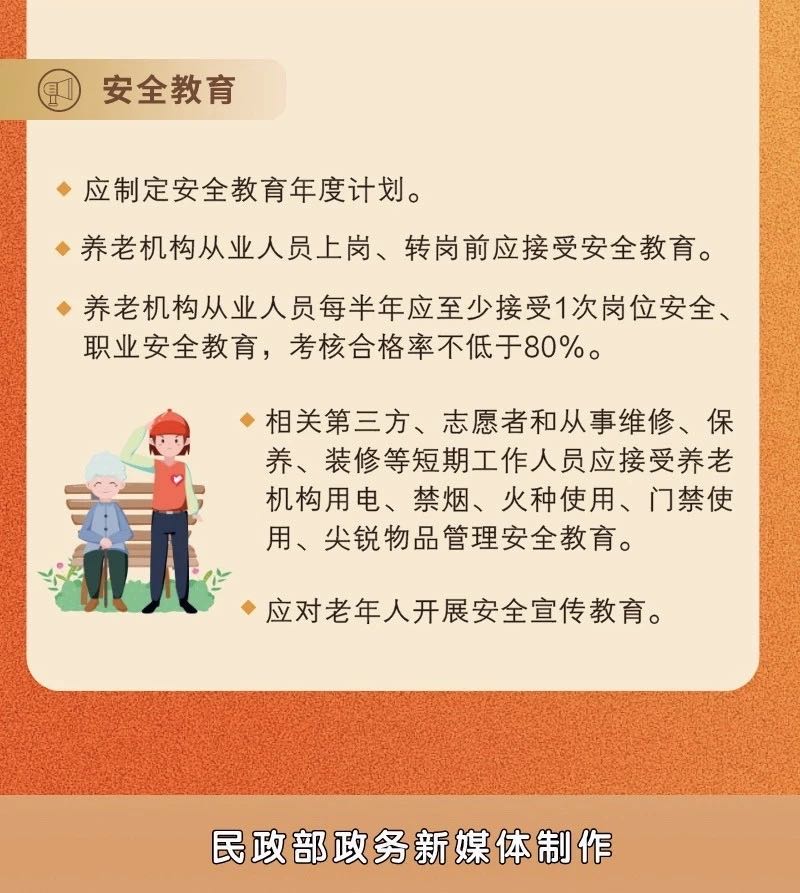 安全教育
应制定安全教育年度计划。
养老机构从业人员上岗、转岗前应接受安全教育。
养老机构从业人员每半年应至少接受1次岗位安全、
职业安全教育，考核合格率不低于80%。
相关第三方、志愿者和从事维修、保
养、装修等短期工作人员应接受养老
机构用电、禁烟、火种使用、门禁使
用、尖锐物品管理安全教育。
应对老年人开展安全宣传教育。
民政部政务新媒体制作